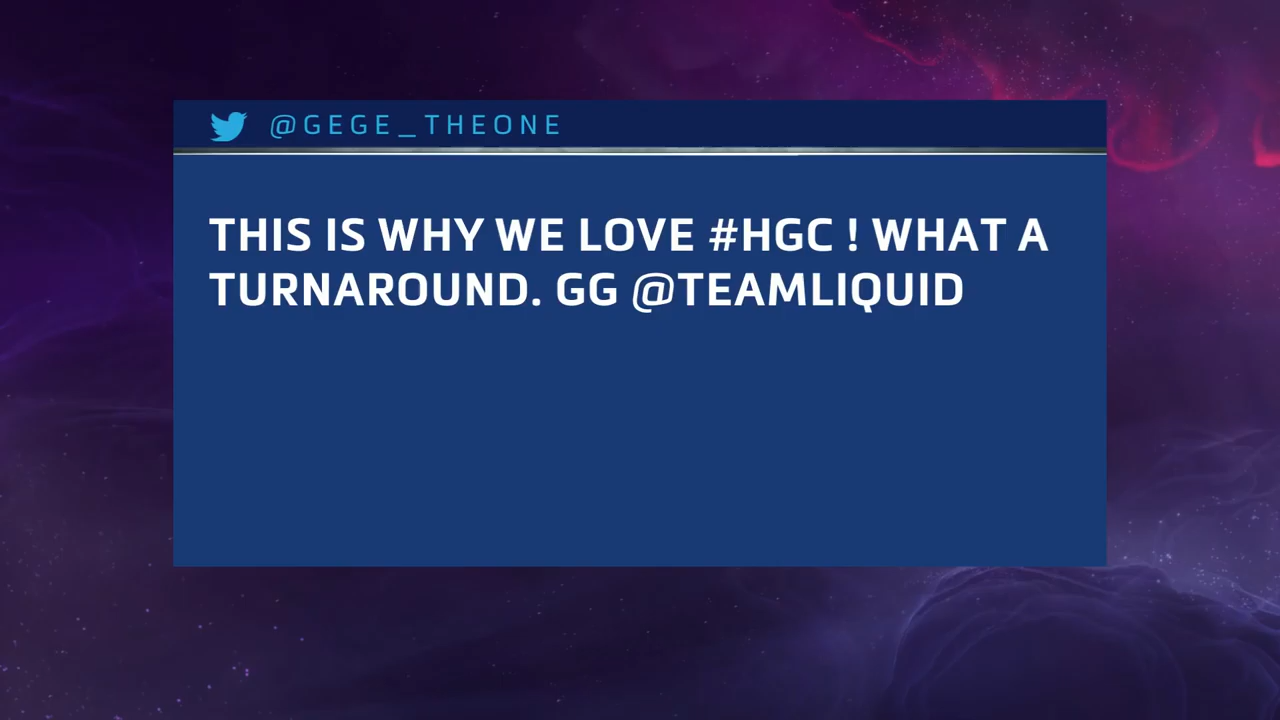 @GEGE_THEONE
THIS IS WHY WE LOVE #HGC ! WHAT A
TURNAROUND. GG @TEAMLIQUID